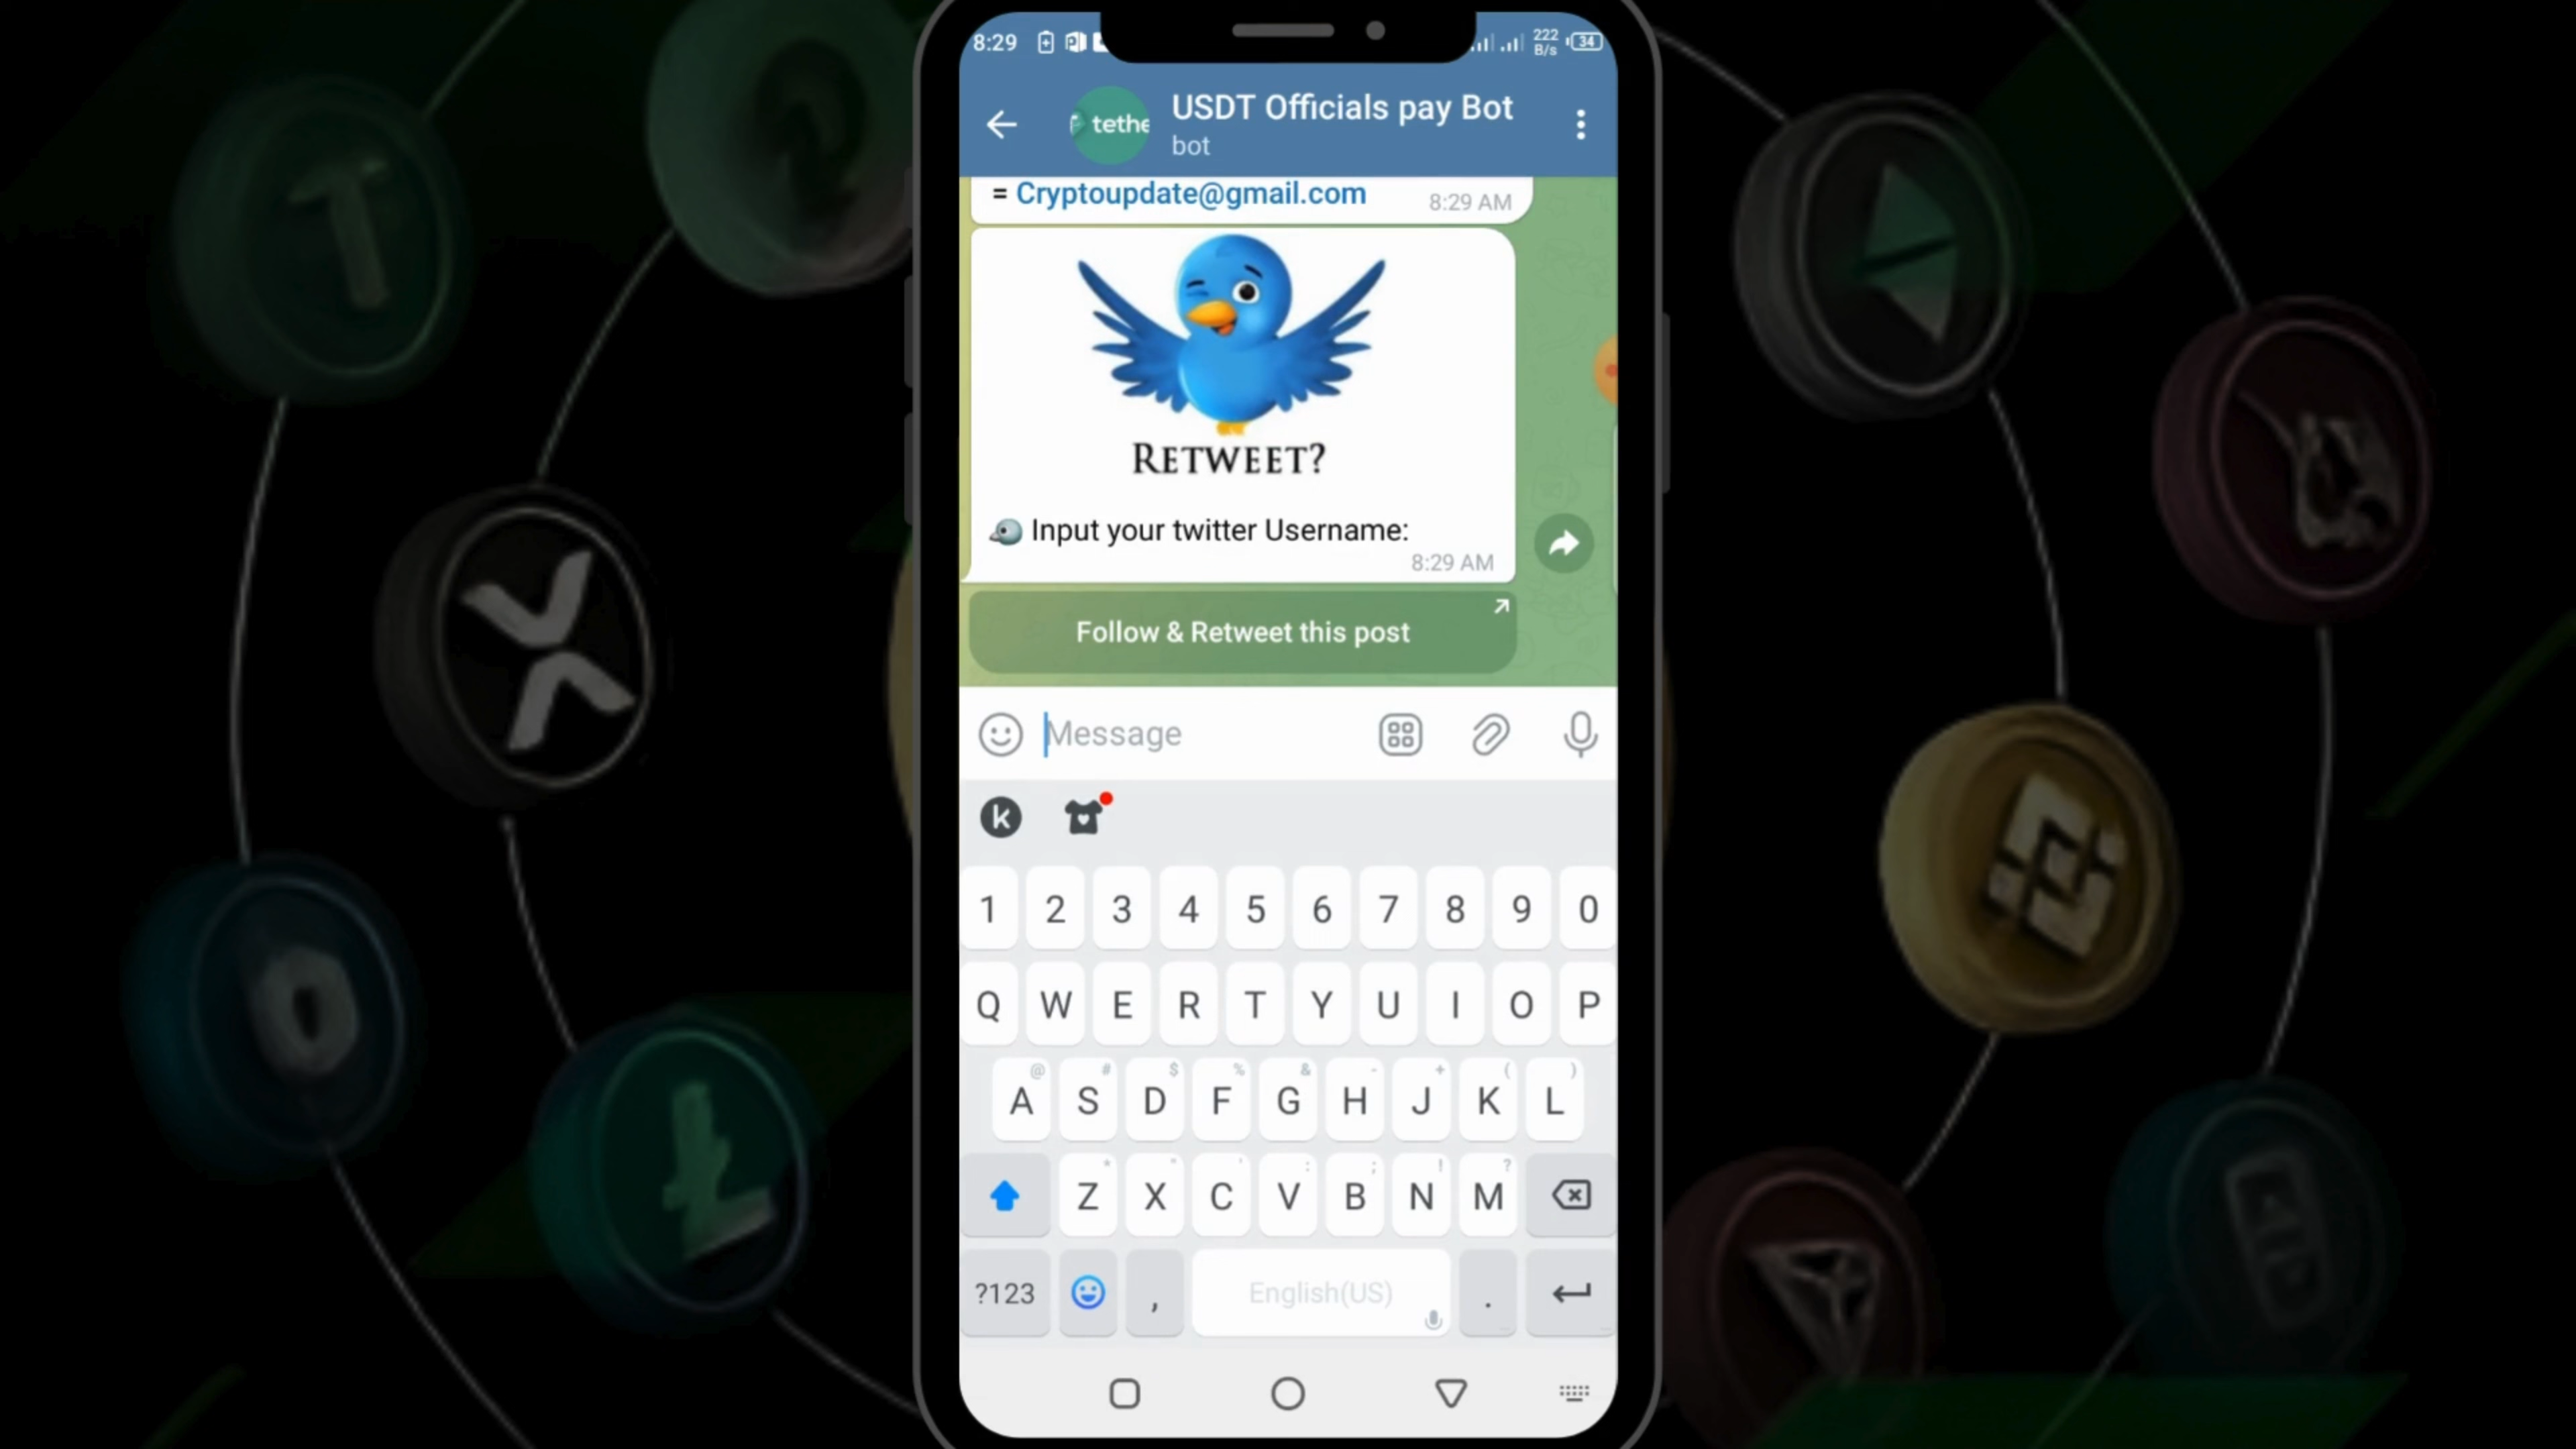 8:29
222
B/s
34
tethe
USDT Officials pay Bot
bot
= Cryptoupdate@gmail.com
8:29 AM
RETWEET?
Input your twitter Username:
8:29 AM
Follow & Retweet this post
Message
k
1 2 3 4 5 6 7 8 9 0
Q W E R T Y U I O P
@ # $ % & - + ( )
A S D F G H J K L
* " ' : ; ! ?
Z X C V B N M
?123 , English(US) .